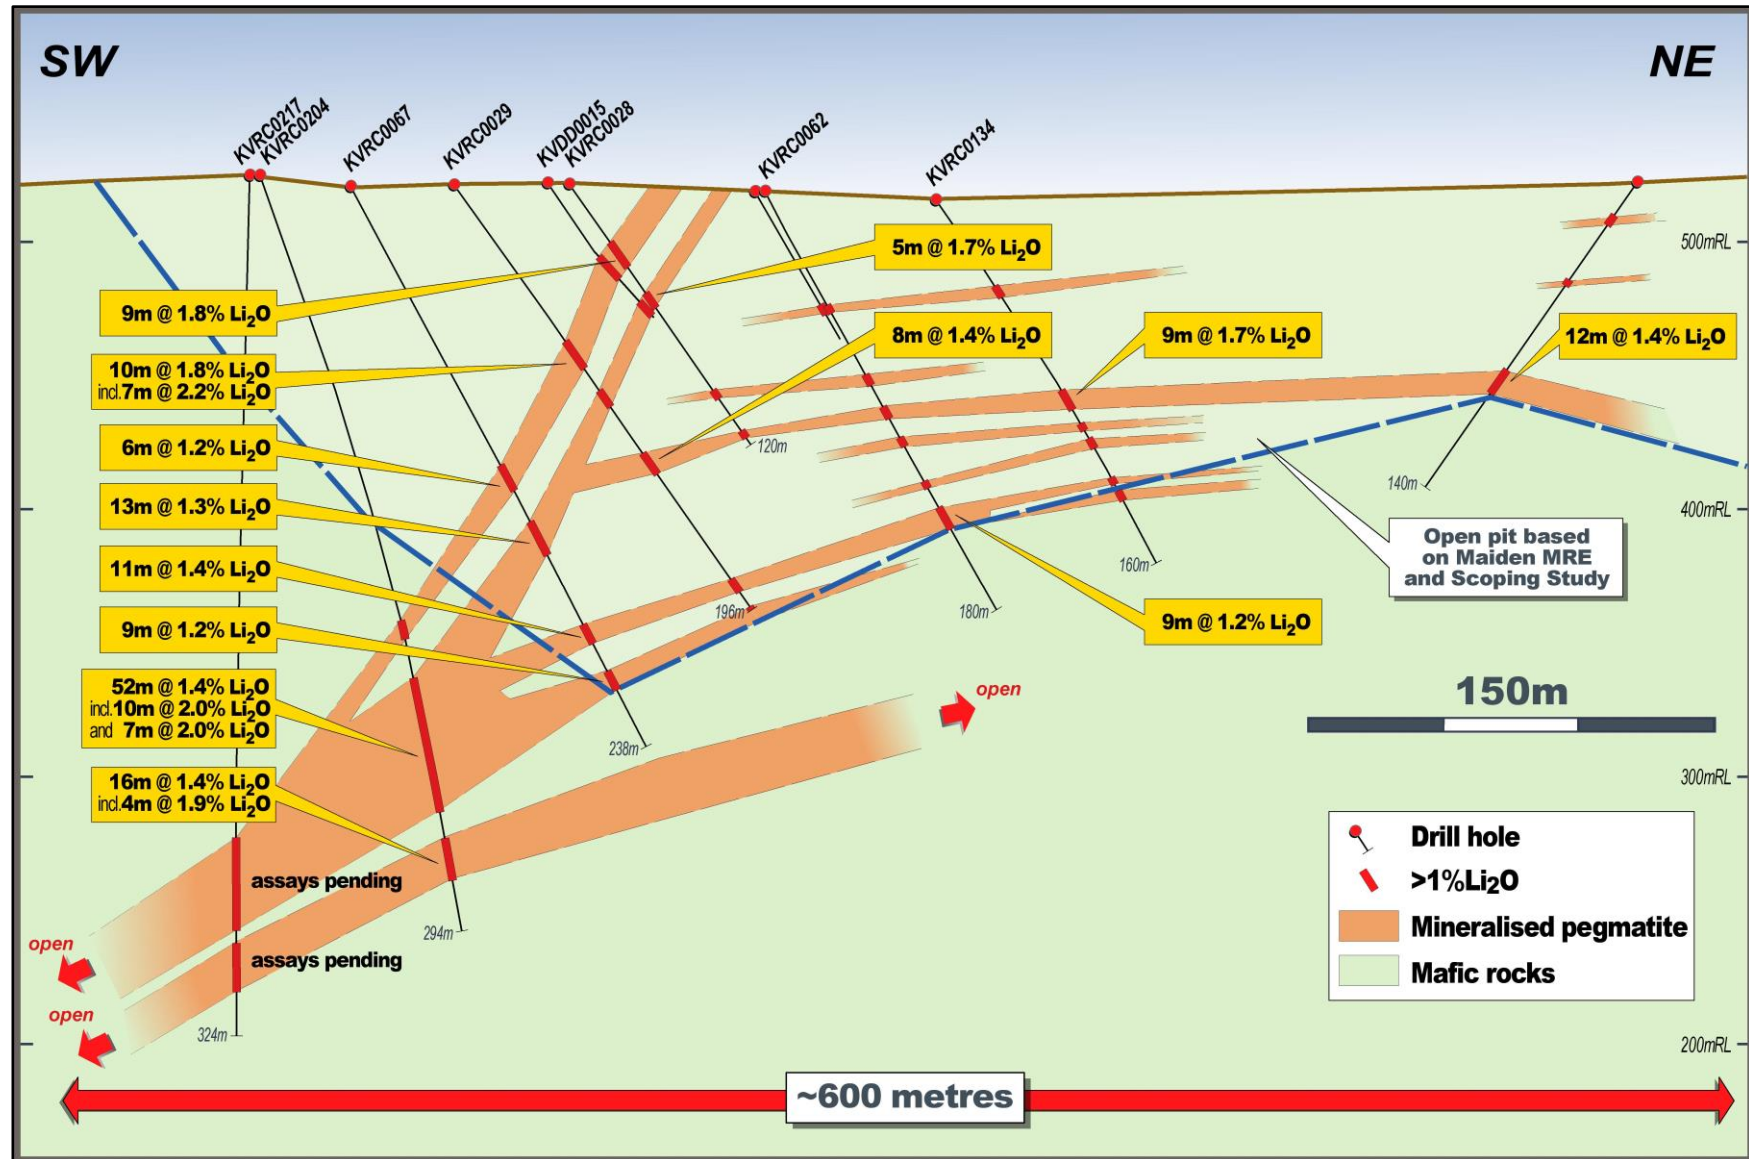 SW
NE
KVRC0217
KVRC0204
KVRC0067
KVRC0029
KVDD0015
KVRC0028
KVRC0062
KVRC0134
500mRL
400mRL
300mRL
200mRL
9m @ 1.8% Li₂O
10m @ 1.8% Li₂O
incl. 7m @ 2.2% Li₂O
6m @ 1.2% Li₂O
13m @ 1.3% Li₂O
11m @ 1.4% Li₂O
9m @ 1.2% Li₂O
52m @ 1.4% Li₂O
incl. 10m @ 2.0% Li₂O
and 7m @ 2.0% Li₂O
16m @ 1.4% Li₂O
incl. 4m @ 1.9% Li₂O
5m @ 1.7% Li₂O
8m @ 1.4% Li₂O
9m @ 1.7% Li₂O
12m @ 1.4% Li₂O
9m @ 1.2% Li₂O
120m
140m
160m
180m
196m
238m
294m
324m
Open pit based
on Maiden MRE
and Scoping Study
open
150m
assays pending
assays pending
open
open
Drill hole
>1%Li₂O
Mineralised pegmatite
Mafic rocks
~600 metres